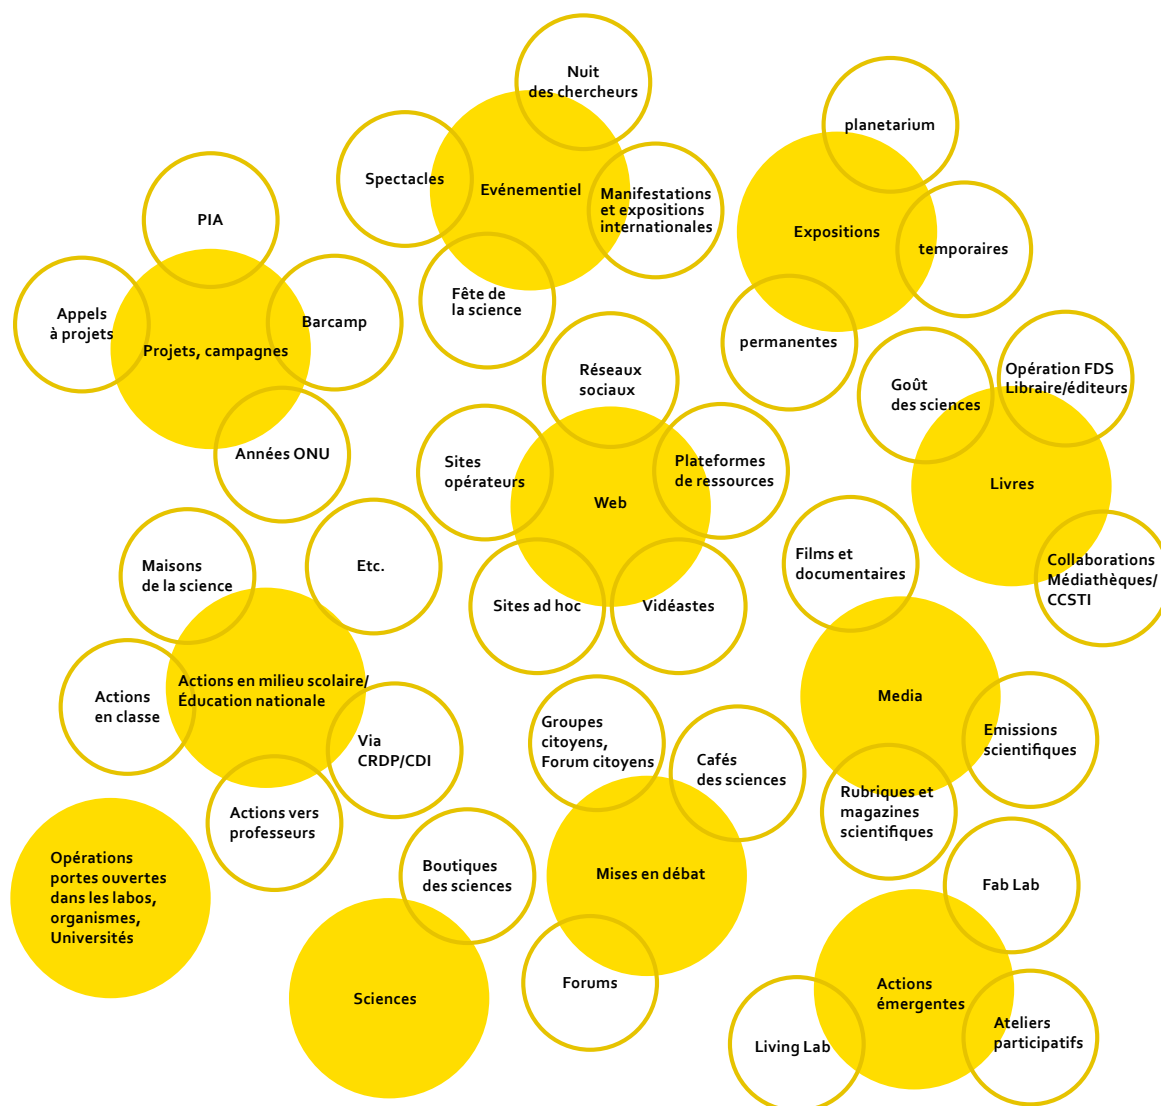 Nuit
des chercheurs
Spectacles
Evénementiel
Manifestations
et expositions
internationales
Fête de
la science
planetarium
Expositions
temporaires
permanentes
PIA
Appels
à projets
Barcamp
Projets, campagnes
Années ONU
Réseaux
sociaux
Sites
opérateurs
Plateformes
de ressources
Web
Sites ad hoc
Vidéastes
Goût
des sciences
Opération FDS
Libraire/éditeurs
Livres
Collaborations
Médiathèques/
CCSTI
Maisons
de la science
Etc.
Actions en milieu scolaire/
Éducation nationale
Actions
en classe
Via
CRDP/CDI
Actions vers
professeurs
Films et
documentaires
Media
Emissions
scientifiques
Rubriques et
magazines
scientifiques
Groupes
citoyens,
Forum citoyens
Cafés
des sciences
Mises en débat
Forums
Opérations
portes ouvertes
dans les labos,
organismes,
Universités
Boutiques
des sciences
Sciences
Fab Lab
Actions
émergentes
Living Lab
Ateliers
participatifs